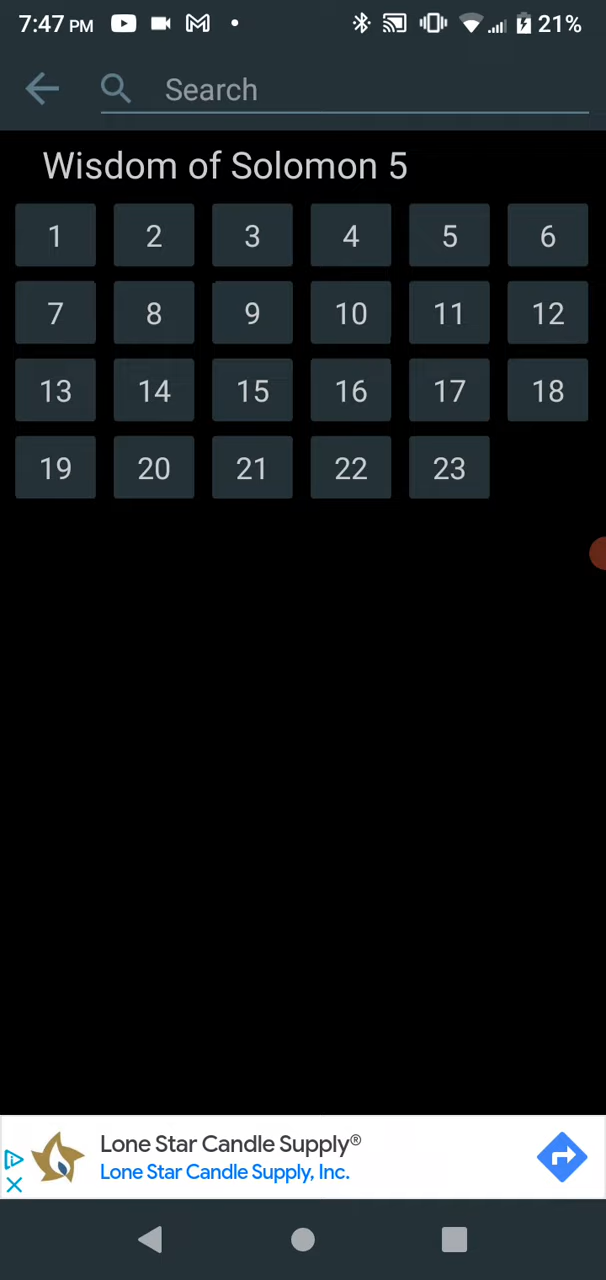 7:47 PM 21%
Search
Wisdom of Solomon 5
1 2 3 4 5 6
7 8 9 10 11 12
13 14 15 16 17 18
19 20 21 22 23
Lone Star Candle Supply®
Lone Star Candle Supply, Inc.